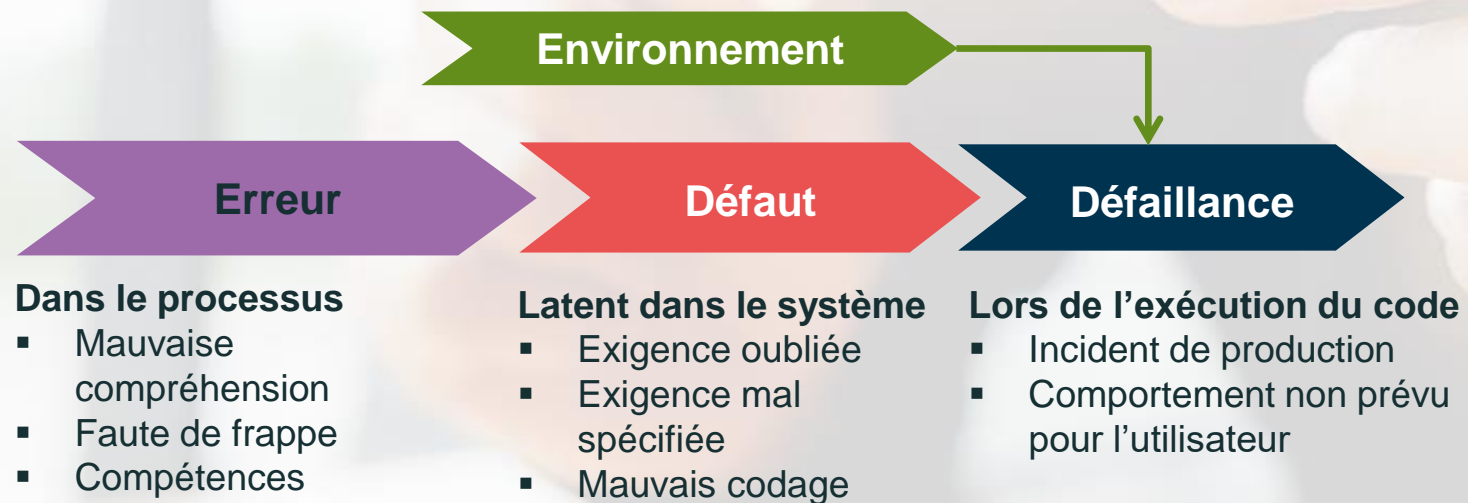 Environnement
Erreur
Défaut
Défaillance
Dans le processus
▪ Mauvaise
compréhension
▪ Faute de frappe
▪ Compétences
Latent dans le système
▪ Exigence oubliée
▪ Exigence mal
spécifiée
▪ Mauvais codage
Lors de l’exécution du code
▪ Incident de production
▪ Comportement non prévu
pour l’utilisateur